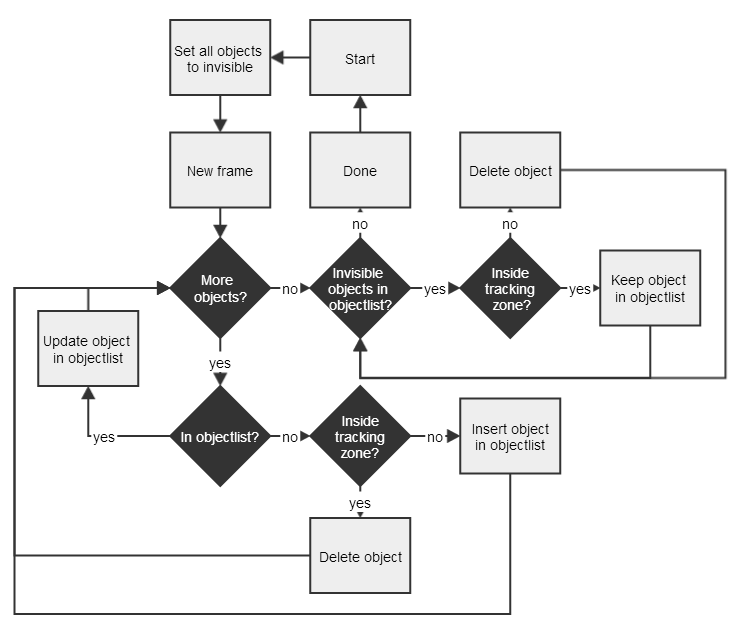 Set all objects
to invisible
Start
New frame
Done
Delete object
no
no
More
objects?
no
Invisible
objects in
objectlist?
yes
Inside
tracking
zone?
yes
Keep object
in objectlist
Update object
in objectlist
yes
yes
In objectlist?
no
Inside
tracking
zone?
no
Insert object
in objectlist
yes
Delete object